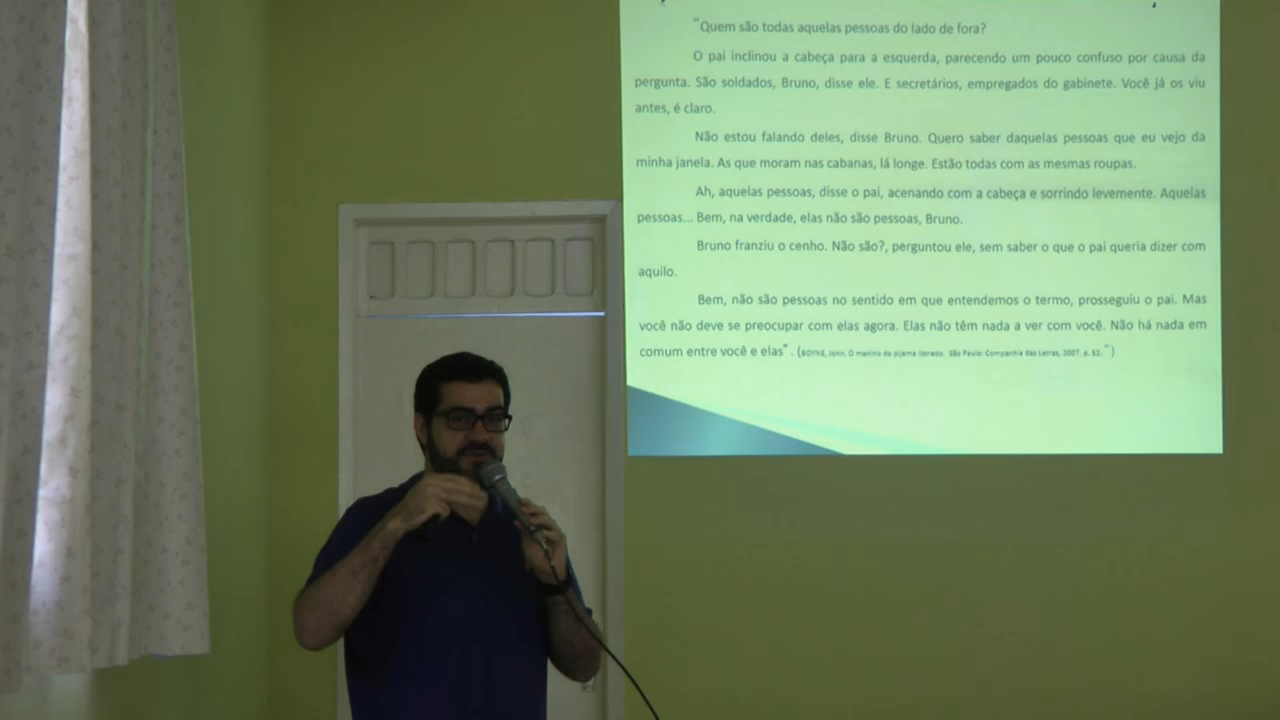 "Quem são todas aquelas pessoas do lado de fora?
O pai inclinou a cabeça para a esquerda, parecendo um pouco confuso por causa da
pergunta. São soldados, Bruno, disse ele. E secretários, empregados do gabinete. Você já os viu
antes, é claro.
Não estou falando deles, disse Bruno. Quero saber daquelas pessoas que eu vejo da
minha janela. As que moram nas cabanas, lá longe. Estão todas com as mesmas roupas.
Ah, aquelas pessoas, disse o pai, acenando com a cabeça e sorrindo levemente. Aquelas
pessoas... Bem, na verdade, elas não são pessoas, Bruno.
Bruno franziu o cenho. Não são?, perguntou ele, sem saber o que o pai queria dizer com
aquilo.
Bem, não são pessoas no sentido em que entendemos o termo, prosseguiu o pai. Mas
você não deve se preocupar com elas agora. Elas não têm nada a ver com você. Não há nada em
comum entre você e elas". (BOYNE, John. O menino do pijama listrado. São Paulo: Companhia das Letras, 2007, p. 52.")